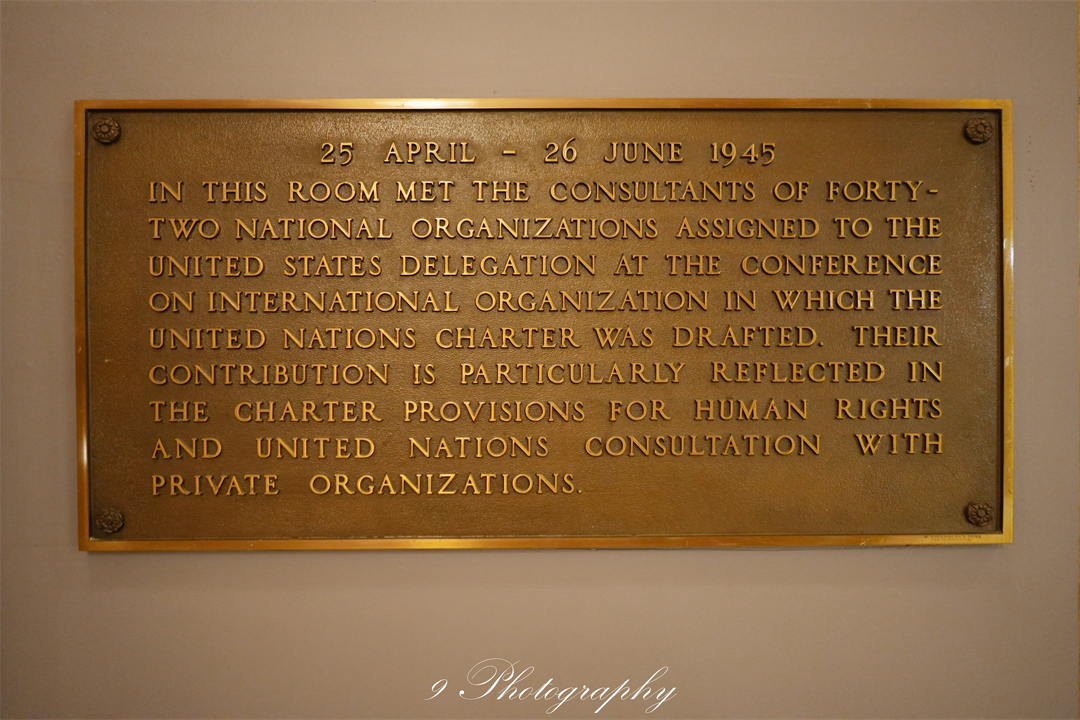 25 APRIL - 26 JUNE 1945
IN THIS ROOM MET THE CONSULTANTS OF FORTY-
TWO NATIONAL ORGANIZATIONS ASSIGNED TO THE
UNITED STATES DELEGATION AT THE CONFERENCE
ON INTERNATIONAL ORGANIZATION IN WHICH THE
UNITED NATIONS CHARTER WAS DRAFTED. THEIR
CONTRIBUTION IS PARTICULARLY REFLECTED IN
THE CHARTER PROVISIONS FOR HUMAN RIGHTS
AND UNITED NATIONS CONSULTATION WITH
PRIVATE ORGANIZATIONS.
9 Photography